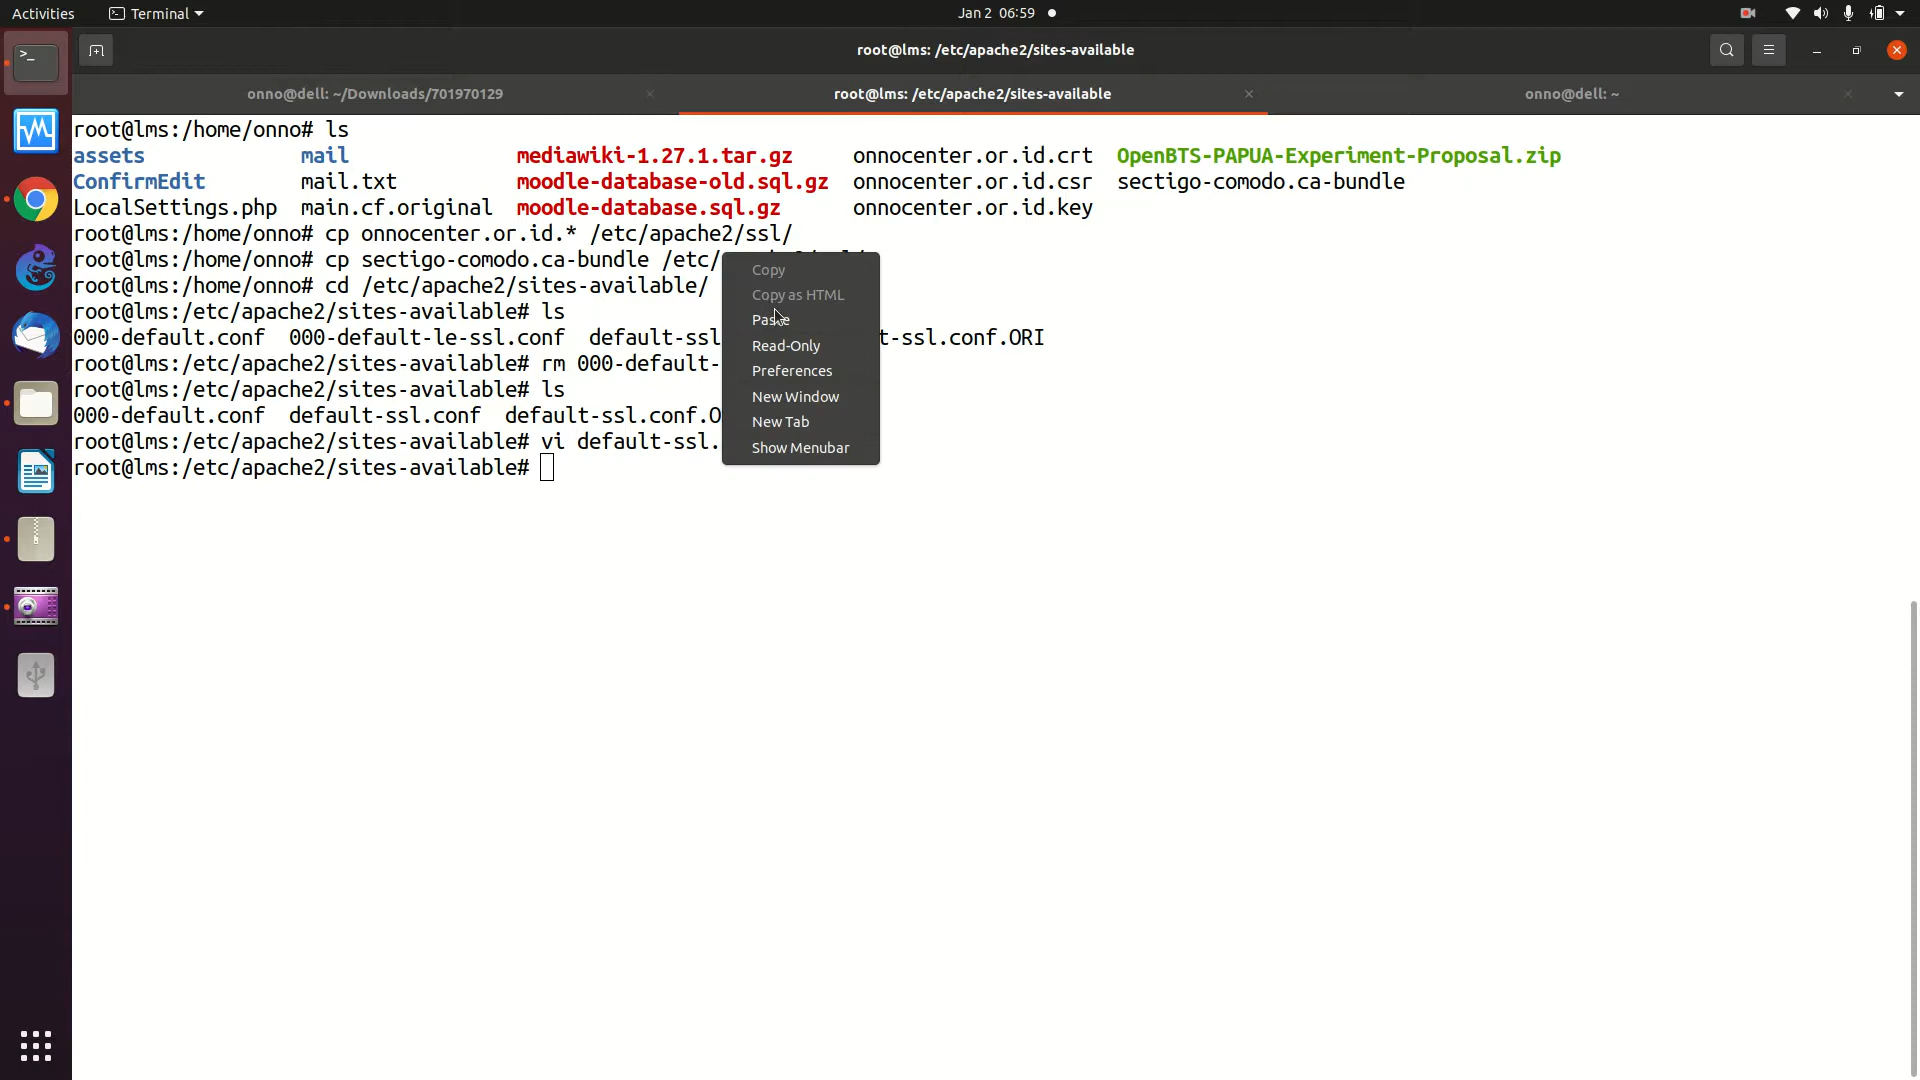 Activities
Terminal
Jan 2 06:59
root@lms: /etc/apache2/sites-available
onno@dell: ~/Downloads/701970129
root@lms: /etc/apache2/sites-available
onno@dell: ~
root@lms:/home/onno# ls
assets mail mediawiki-1.27.1.tar.gz onnocenter.or.id.crt OpenBTS-PAPUA-Experiment-Proposal.zip
ConfirmEdit mail.txt moodle-database-old.sql.gz onnocenter.or.id.csr sectigo-comodo.ca-bundle
LocalSettings.php main.cf.original moodle-database.sql.gz onnocenter.or.id.key
root@lms:/home/onno# cp onnocenter.or.id.* /etc/apache2/ssl/
root@lms:/home/onno# cp sectigo-comodo.ca-bundle /etc/
root@lms:/home/onno# cd /etc/apache2/sites-available/
root@lms:/etc/apache2/sites-available# ls
000-default.conf 000-default-le-ssl.conf default-ssl t-ssl.conf.ORI
root@lms:/etc/apache2/sites-available# rm 000-default-
root@lms:/etc/apache2/sites-available# ls
000-default.conf default-ssl.conf default-ssl.conf.O
root@lms:/etc/apache2/sites-available# vi default-ssl.
root@lms:/etc/apache2/sites-available#
Copy
Copy as HTML
Paste
Read-Only
Preferences
New Window
New Tab
Show Menubar